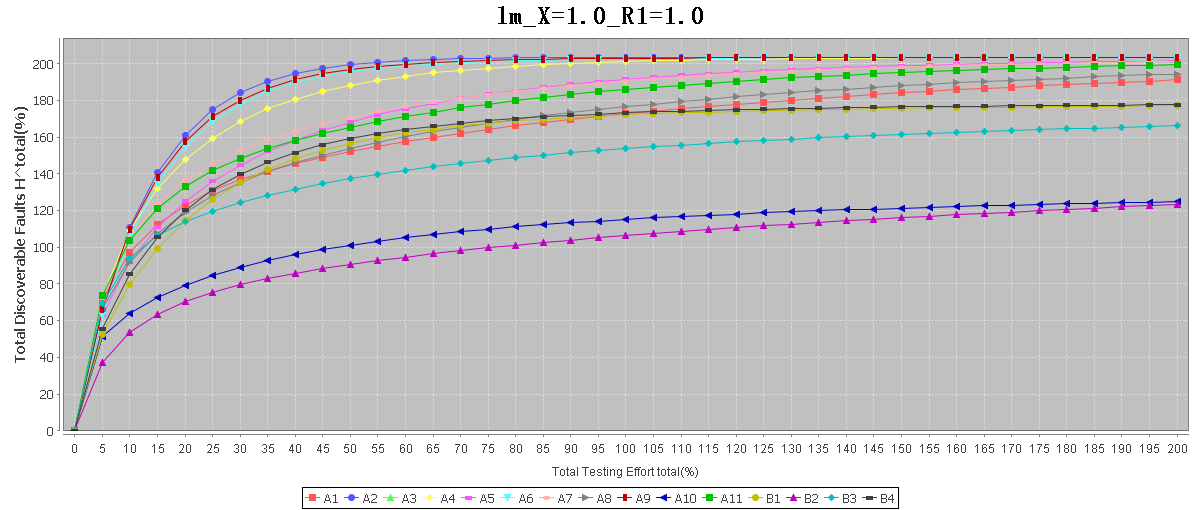 lm_X=1.0_R1=1.0
Total Discoverable Faults H^total(%)
200
180
160
140
120
100
80
60
40
20
0
0 5 10 15 20 25 30 35 40 45 50 55 60 65 70 75 80 85 90 95 100 105 110 115 120 125 130 135 140 145 150 155 160 165 170 175 180 185 190 195 200
Total Testing Effort total(%)
A1 A2 A3 A4 A5 A6 A7 A8 A9 A10 A11 B1 B2 B3 B4